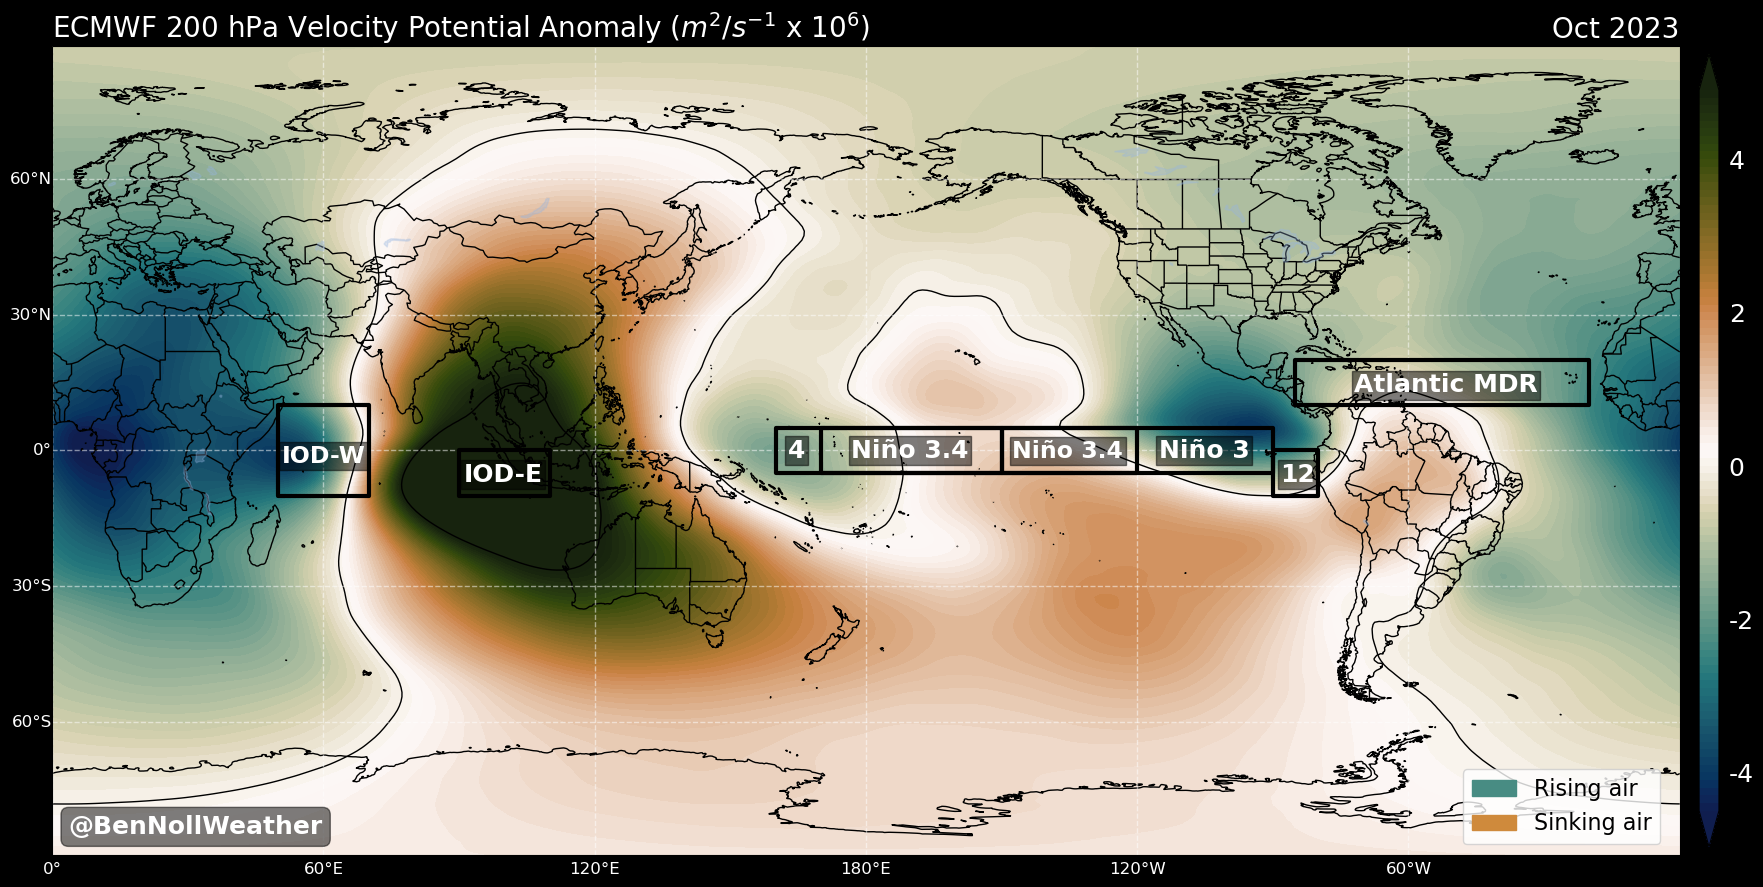 ECMWF 200 hPa Velocity Potential Anomaly (m²/s⁻¹ x 10⁶)
Oct 2023
60°N
30°N
0°
30°S
60°S
IOD-W
IOD-E
4
Niño 3.4
Niño 3.4
Niño 3
12
Atlantic MDR
4
2
0
-2
-4
Rising air
Sinking air
@BenNollWeather
0°
60°E
120°E
180°E
120°W
60°W